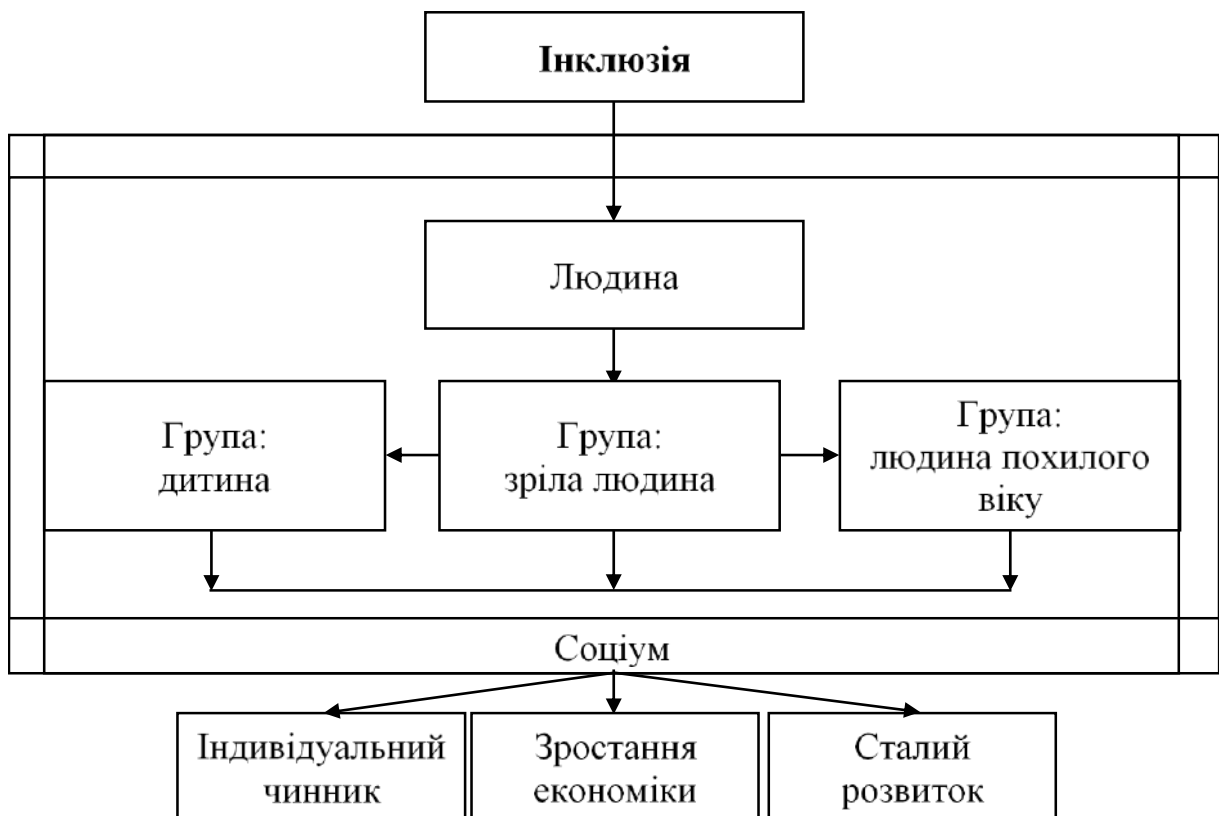 Інклюзія
Людина
Група:
дитина
Група:
зріла людина
Група:
людина похилого
віку
Соціум
Індивідуальний
чинник
Зростання
економіки
Сталий
розвиток